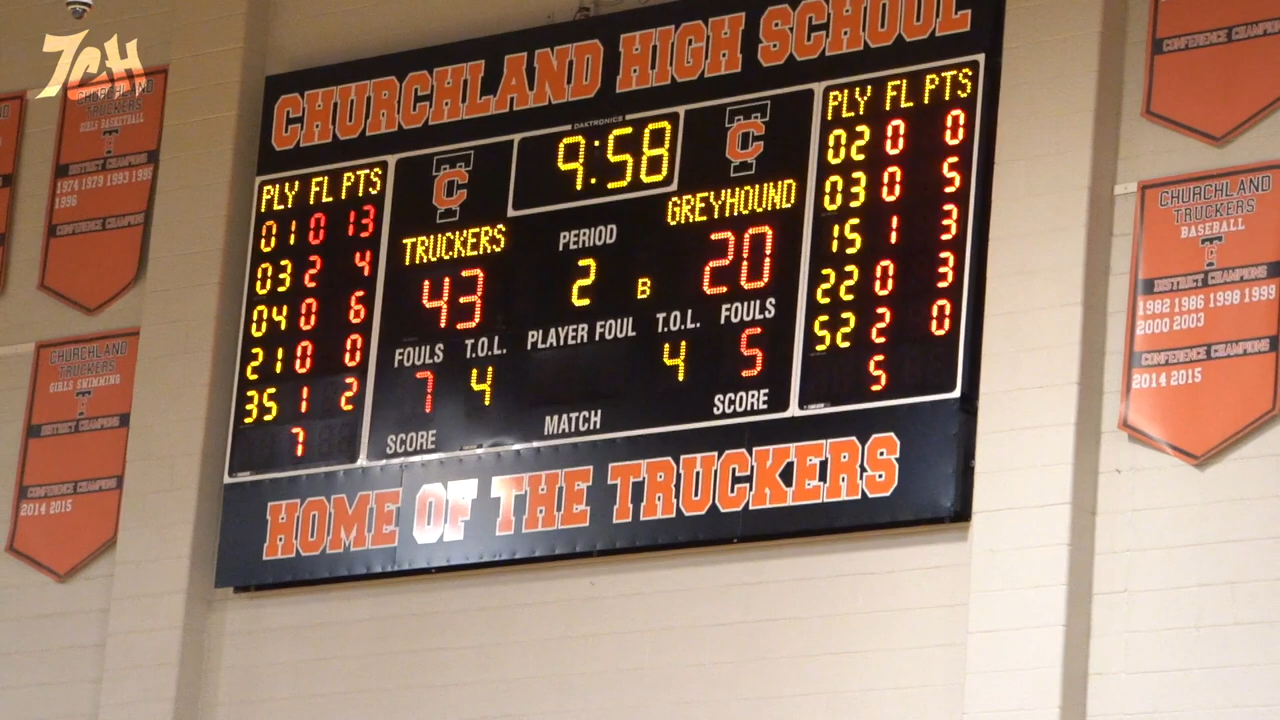 7CH
CHURCHLAND HIGH SCHOOL
DAKTRONICS
9:58
PLY FL PTS
01 0 13
03 2 4
04 0 6
21 0 0
35 1 2
7
TC
TRUCKERS
43
FOULS T.O.L.
7 4
SCORE
PERIOD
2 B
PLAYER FOUL
MATCH
TC
GREYHOUND
20
T.O.L. FOULS
4 5
SCORE
PLY FL PTS
02 0 0
03 0 5
15 1 3
22 0 3
52 2 0
5
HOME OF THE TRUCKERS
CHURCHLAND
TRUCKERS
GIRLS BASKETBALL
DISTRICT CHAMPIONS
1974 1979 1993
1996
CONFERENCE CHAMPIONS
CHURCHLAND
TRUCKERS
GIRLS SWIMMING
DISTRICT CHAMPIONS
CONFERENCE CHAMPIONS
2014 2015
CONFERENCE
CHURCHLAND
TRUCKERS
BASEBALL
DISTRICT CHAMPIONS
1982 1986 1998 1999
2000 2003
CONFERENCE CHAMPIONS
2014 2015